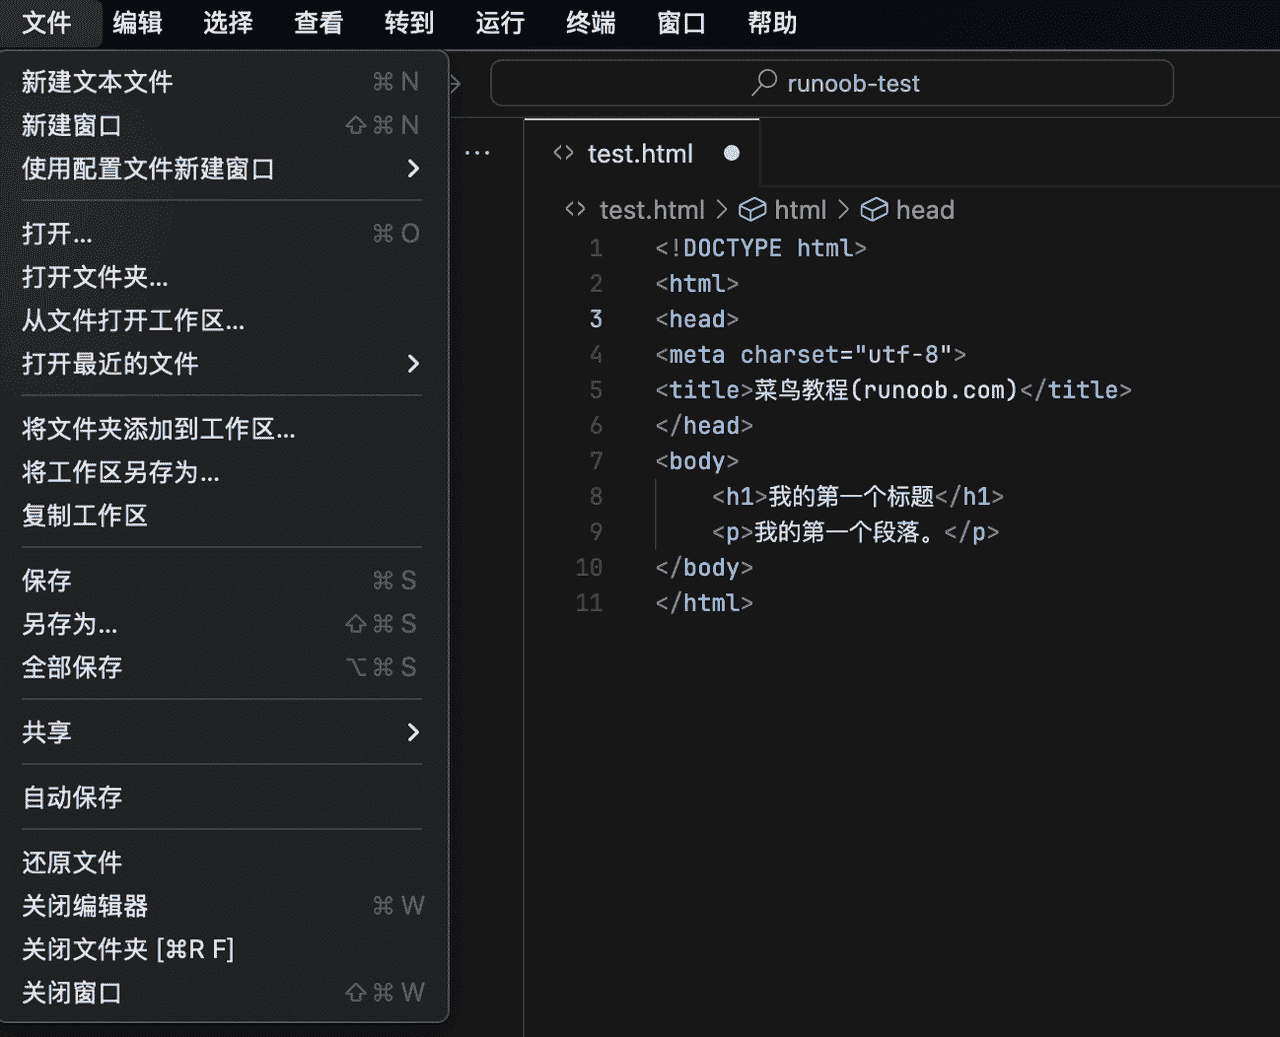 文件 编辑 选择 查看 转到 运行 终端 窗口 帮助
新建文本文件 ⌘ N
新建窗口 ⇧ ⌘ N
使用配置文件新建窗口
打开... ⌘ O
打开文件夹...
从文件打开工作区...
打开最近的文件
将文件夹添加到工作区...
将工作区另存为...
复制工作区
保存 ⌘ S
另存为... ⇧ ⌘ S
全部保存 ⌥ ⌘ S
共享
自动保存
还原文件
关闭编辑器 ⌘ W
关闭文件夹 [⌘R F]
关闭窗口 ⇧ ⌘ W
runoob-test
...
<> test.html
<> test.html > html > head
1 <!DOCTYPE html>
2 <html>
3 <head>
4 <meta charset="utf-8">
5 <title>菜鸟教程(runoob.com)</title>
6 </head>
7 <body>
8 <h1>我的第一个标题</h1>
9 <p>我的第一个段落。</p>
10 </body>
11 </html>